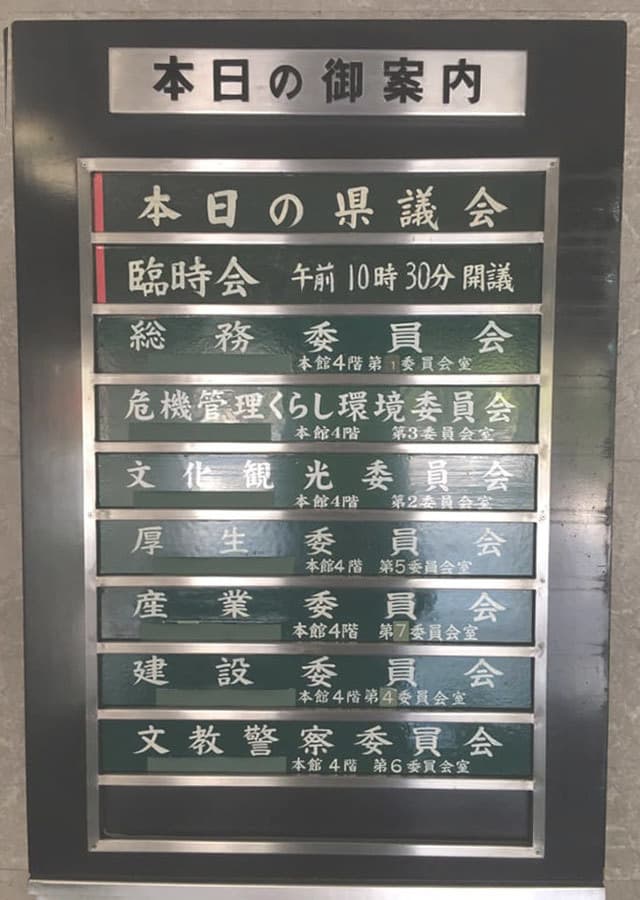 本日の御案内
本日の県議会
臨時会 午前10時30分 開議
総務委員会
本館4階 第1委員会室
危機管理くらし環境委員会
本館4階 第3委員会室
文化観光委員会
本館4階 第2委員会室
厚生委員会
本館4階 第5委員会室
産業委員会
本館4階 第7委員会室
建設委員会
本館4階 第4委員会室
文教警察委員会
本館4階 第6委員会室